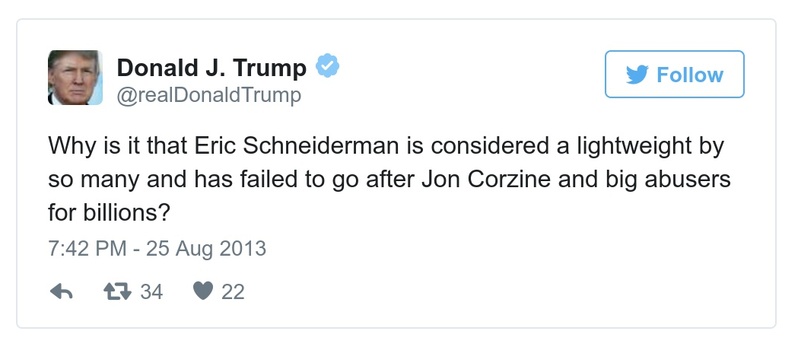 Donald J. Trump
@realDonaldTrump
Follow
Why is it that Eric Schneiderman is considered a lightweight by
so many and has failed to go after Jon Corzine and big abusers
for billions?
7:42 PM - 25 Aug 2013
34 22